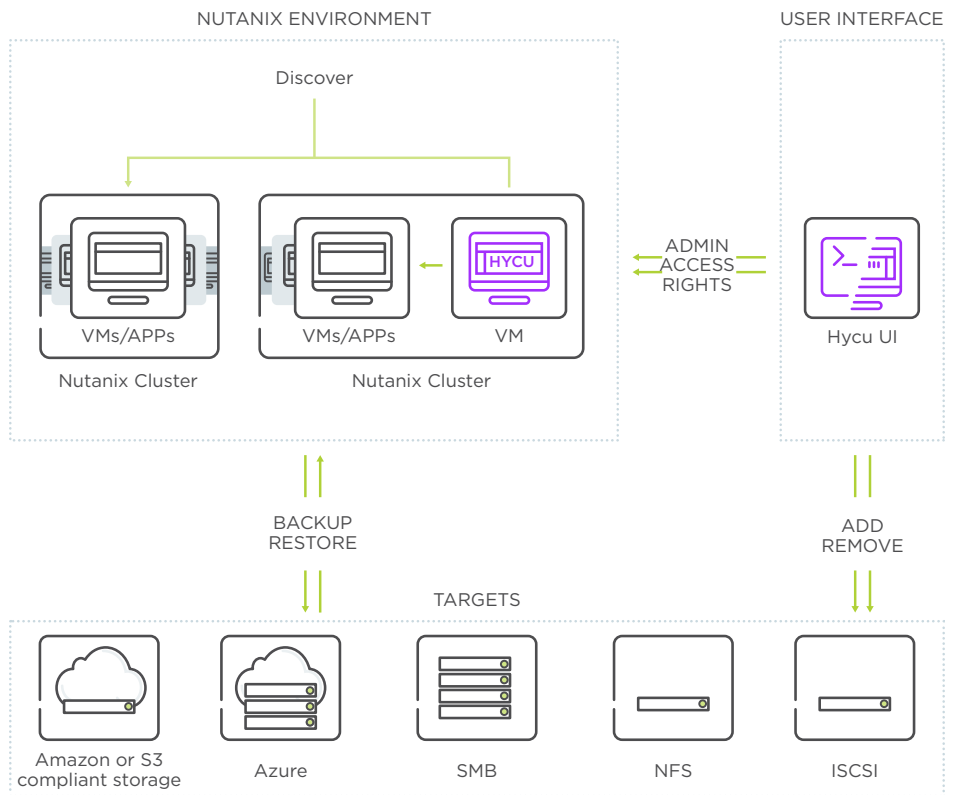 NUTANIX ENVIRONMENT
USER INTERFACE
Discover
HYCU
VMs/APPs
VMs/APPs
VM
Nutanix Cluster
Nutanix Cluster
ADMIN
ACCESS
RIGHTS
>_
Hycu UI
BACKUP
RESTORE
ADD
REMOVE
TARGETS
Amazon or S3
compliant storage
Azure
SMB
NFS
ISCSI